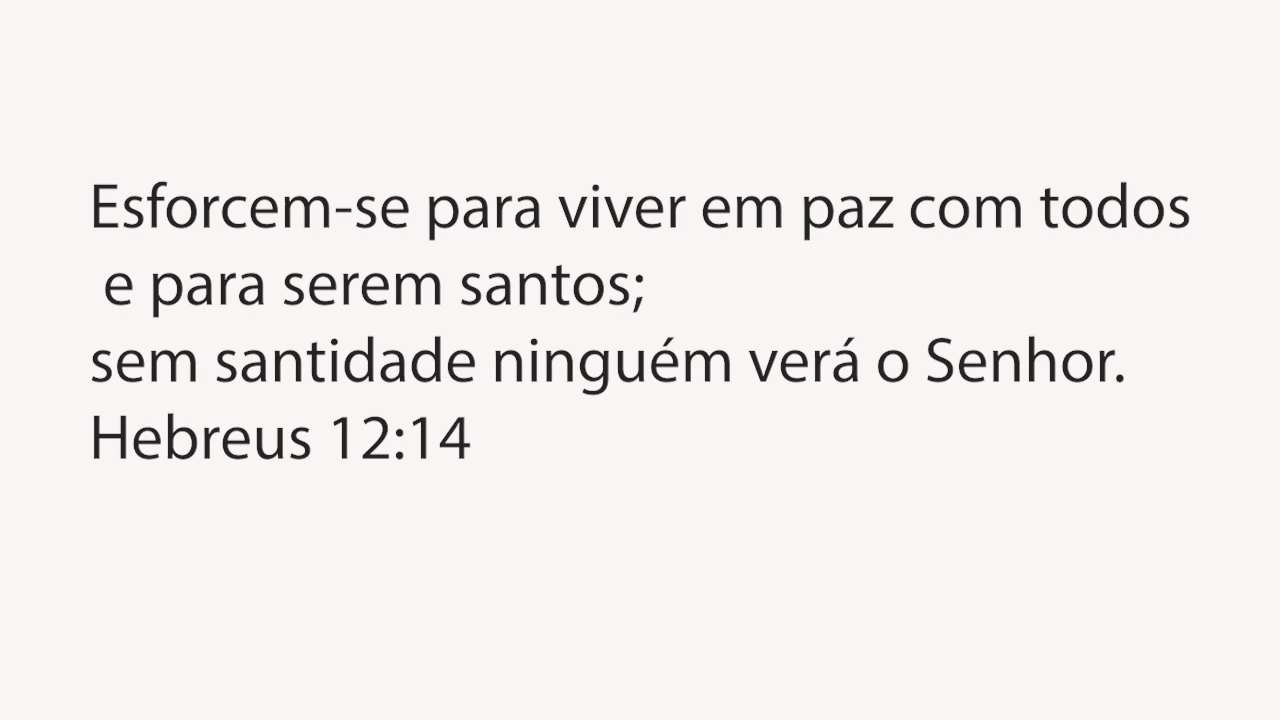 Esforcem-se para viver em paz com todos
e para serem santos;
sem santidade ninguém verá o Senhor.
Hebreus 12:14